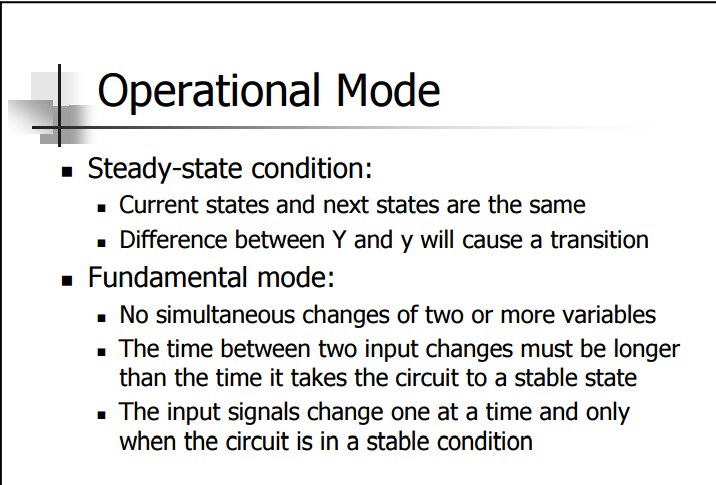 Operational Mode
Steady-state condition:
Current states and next states are the same
Difference between Y and y will cause a transition
Fundamental mode:
No simultaneous changes of two or more variables
The time between two input changes must be longer
than the time it takes the circuit to a stable state
The input signals change one at a time and only
when the circuit is in a stable condition